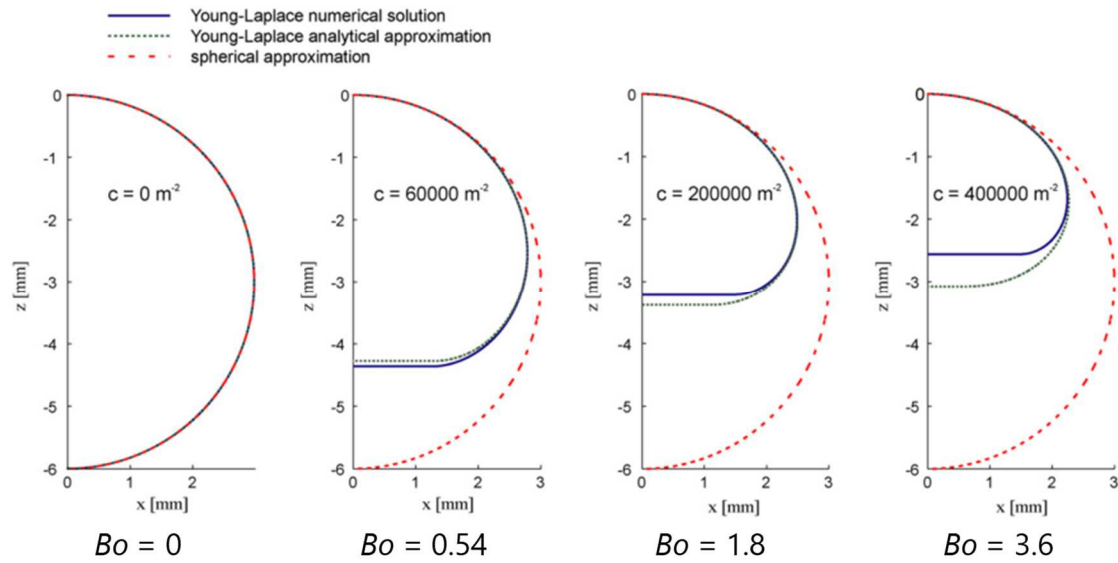 Young-Laplace numerical solution
Young-Laplace analytical approximation
spherical approximation
0
-1
-2
-3
-4
-5
-6
z [mm]
c = 0 m⁻²
0 2
x [mm]
Bo = 0
0
-1
-2
-3
-4
-5
-6
z [mm]
c = 60000 m⁻²
0 1 2 3
x [mm]
Bo = 0.54
0
-1
-2
-3
-4
-5
-6
z [mm]
c = 200000 m⁻²
0 1 2 3
x [mm]
Bo = 1.8
0
-1
-2
-3
-4
-5
-6
z [mm]
c = 400000 m⁻²
0 1 2 3
x [mm]
Bo = 3.6